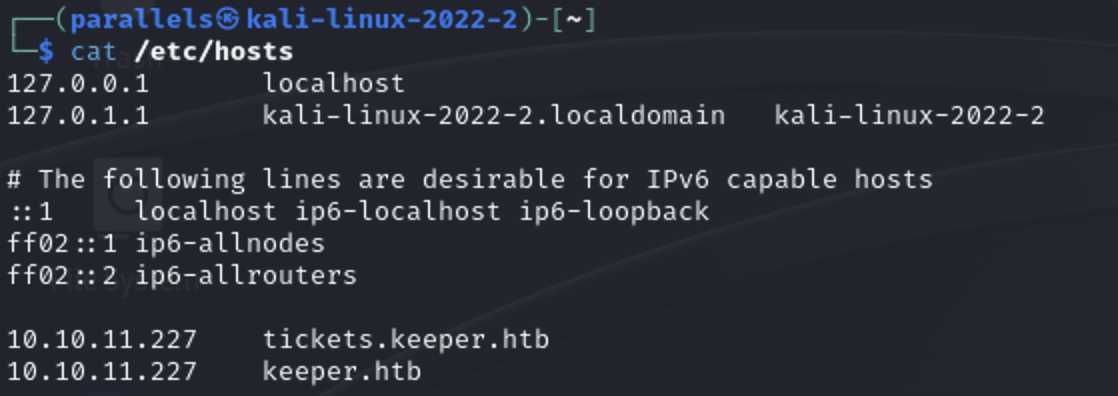 ┌──(parallels㉿kali-linux-2022-2)-[~]
└─$ cat /etc/hosts
127.0.0.1       localhost
127.0.1.1       kali-linux-2022-2.localdomain   kali-linux-2022-2
# The following lines are desirable for IPv6 capable hosts
::1     localhost ip6-localhost ip6-loopback
ff02::1 ip6-allnodes
ff02::2 ip6-allrouters
10.10.11.227    tickets.keeper.htb
10.10.11.227    keeper.htb